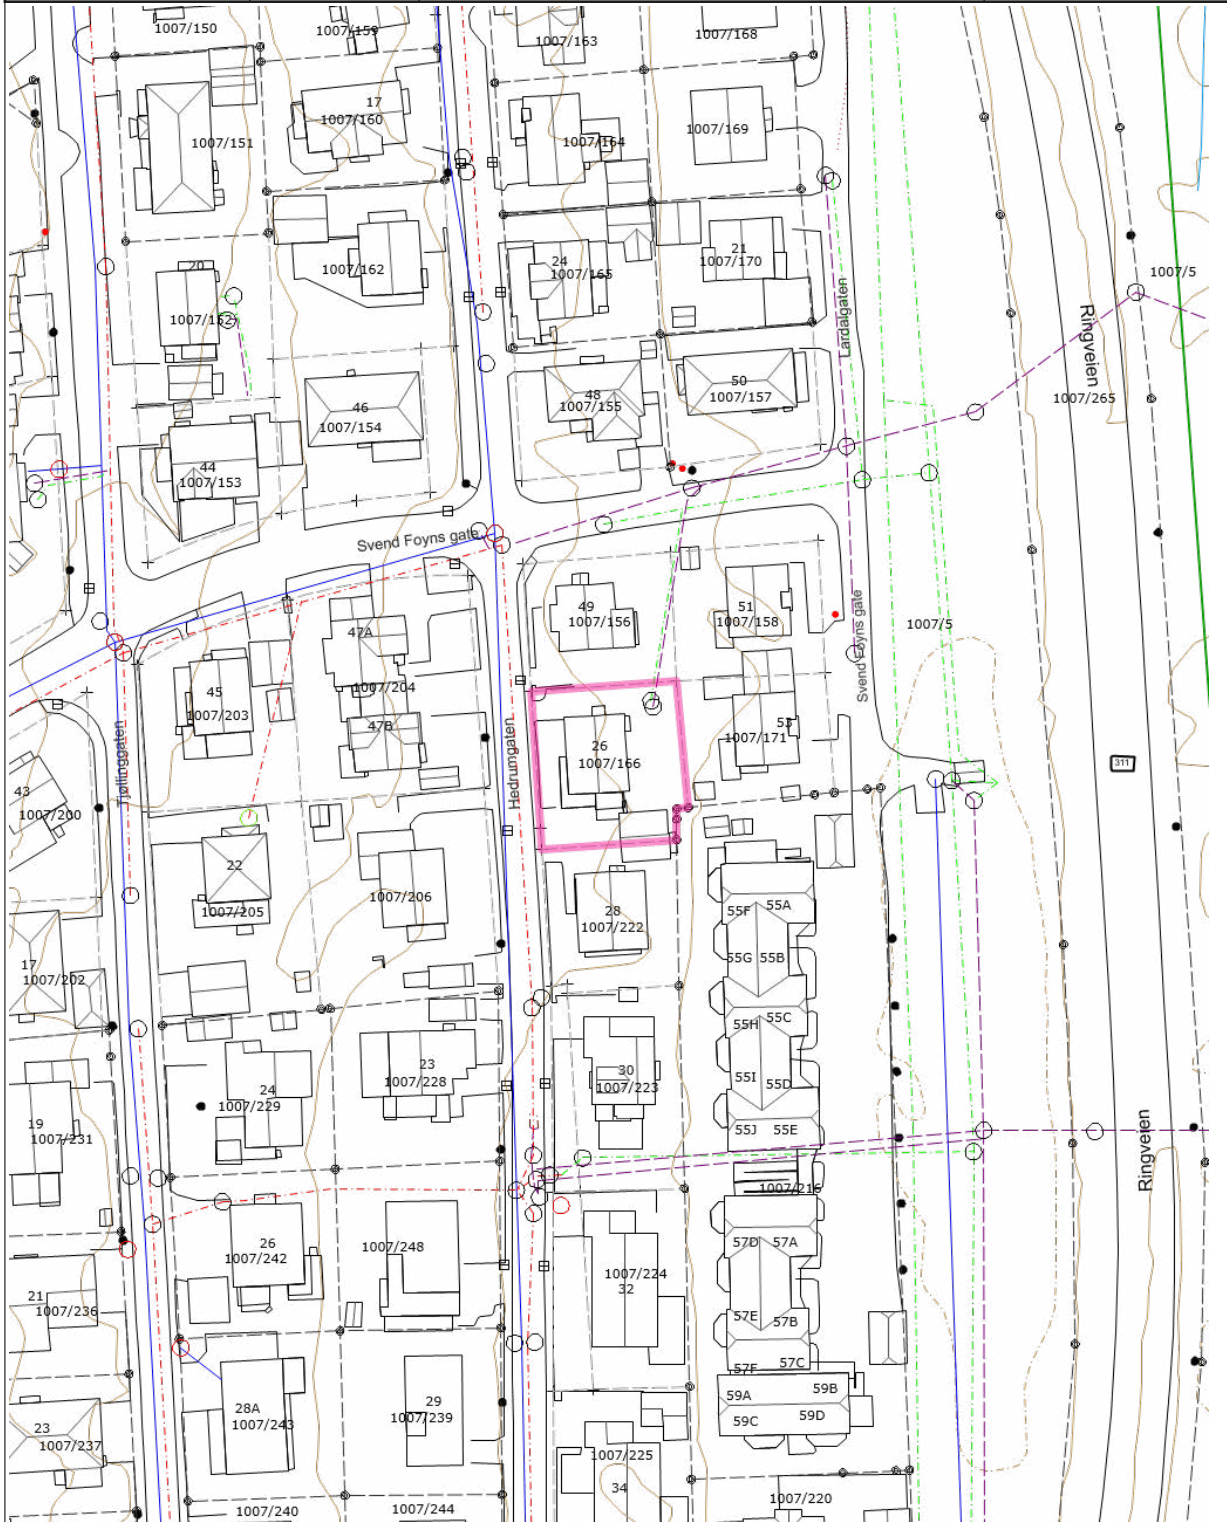 1007/150
1007/159
1007/163
1007/168
17
1007/160
1007/151
1007/164
1007/169
20
1007/152
1007/162
24
1007/165
21
1007/170
Lardalgaten
1007/5
Ringveien
1007/265
46
1007/154
48
1007/155
50
1007/157
44
1007/153
Svend Foyns gate
47A
1007/204
47B
45
1007/203
49
1007/156
51
1007/158
Svend Foyns gate
1007/5
Tjøllinggaten
Hedrumgaten
26
1007/166
53
1007/171
311
43
1007/200
22
1007/205
1007/206
28
1007/222
55F
55A
55G
55B
55H
55C
55I
55D
55J
55E
17
1007/202
23
1007/228
30
1007/223
24
1007/229
19
1007/231
1007/216
Ringveien
26
1007/242
1007/248
1007/224
32
57D
57A
57E
57B
57F
57C
21
1007/236
28A
1007/243
29
1007/239
59A
59B
59C
59D
23
1007/237
1007/225
34
1007/240
1007/244
1007/220